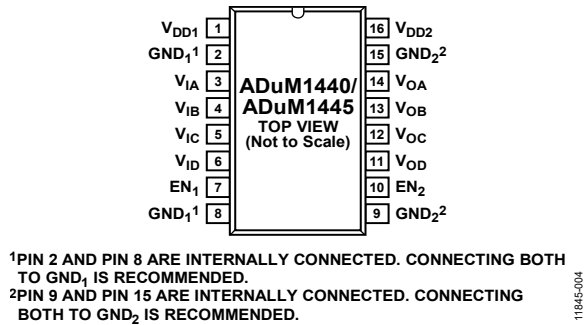 VDD1 1 16 VDD2
GND1¹ 2 15 GND2²
VIA 3 14 VOA
VIB 4 13 VOB
VIC 5 12 VOC
VID 6 11 VOD
EN1 7 10 EN2
GND1¹ 8 9 GND2²
ADuM1440/
ADuM1445
TOP VIEW
(Not to Scale)
¹PIN 2 AND PIN 8 ARE INTERNALLY CONNECTED. CONNECTING BOTH
TO GND1 IS RECOMMENDED.
²PIN 9 AND PIN 15 ARE INTERNALLY CONNECTED. CONNECTING
BOTH TO GND2 IS RECOMMENDED.
11845-004